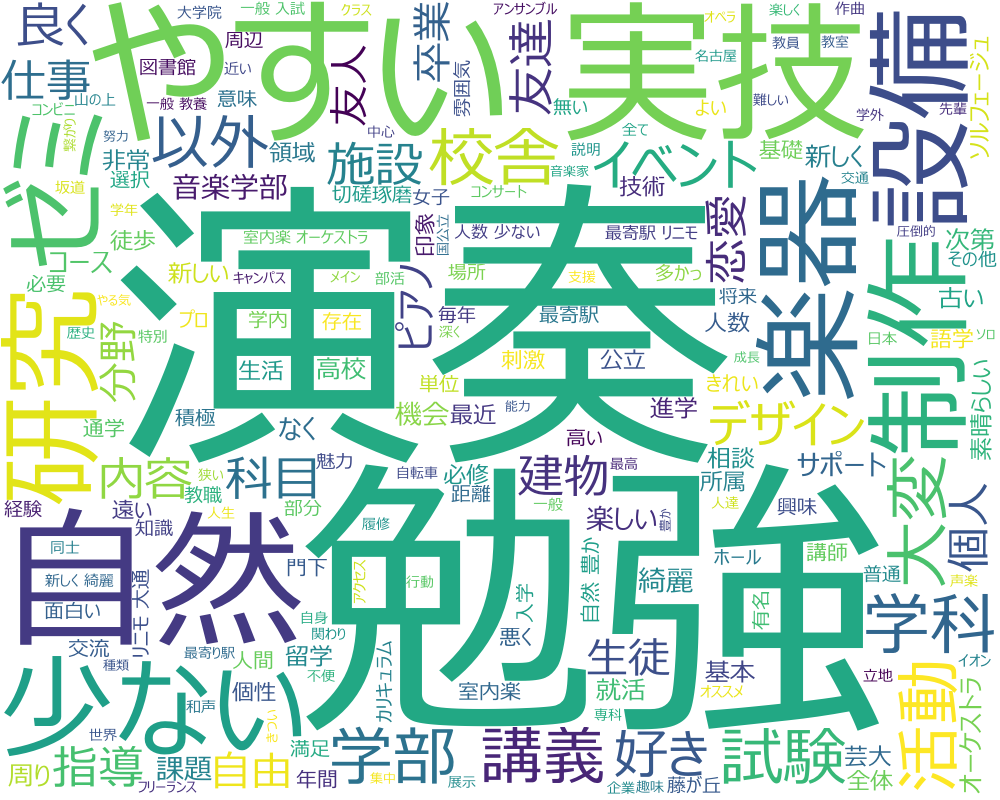 良く
大学院
一般 入試
クラス
アンサンブル
オペラ
楽しく
作曲
仕事
周辺
図書館
近い
友人
卒業
友達
名古屋
教員
教室
設備
やすい
実技
コンビニ
山の上
一般 教養
意味
雰囲気
無い
よい
難しい
学外
先輩
ソルフェージュ
ゼミ
繋がり
努力
非常
以外
領域
中心
施設
校舎
全て
説明
イベント
基礎
新しく
交通
坂道
選択
音楽学部
切磋琢磨
女子
コンサート
音楽家
技術
圧倒的
学年
徒歩
室内楽 オーケストラ
印象
国公立
人数 少ない
最寄駅 リニモ
恋愛
楽器
次第
その他
コース
必要
新しい
キャンパス
メイン
部活
場所
支援
多かっ
制作
古い
研究
やる気
歴史
特別
分野
プロ
学内
存在
ピアノ
毎年
深く
最寄駅
将来
人数
日本
ソロ
語学
演奏
生活
高校
刺激
公立
成長
きれい
素晴らしい
通学
積極
単位
機会
最近
能力
進学
デザイン
なく
高い
内容
科目
魅力
狭い
教職
自転車
必修
距離
最高
建物
相談
所属
サポート
大変
個人
経験
遠い
知識
人生
部分
履修
一般
楽しい
豊か
人達
興味
自然
同士
新しく 綺麗
面白い
リニモ 大通
門下
アクセス
行動
勉強
入学
自然 豊か
綺麗
有名
ホール
講師
普通
声楽
学科
交流
種類
最寄り駅
人間
自身
関わり
留学
不便
カリキュラム
悪く
生徒
基本
立地
イオン
少ない
和声
個性
きつい
室内楽
就活
オススメ
活動
オーケストラ
世界
満足
専科
周り
指導
フリーランス
課題
自由
年間
学部
集中
展示
講義
企業
好き
趣味
藤が丘
試験
芸大
全体